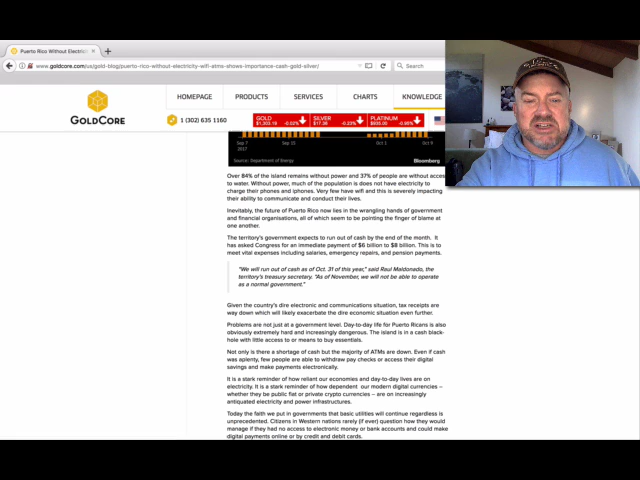 Puerto Rico Without Electrici
www.goldcore.com/us/gold-blog/puerto-rico-without-electricity-wifi-atms-shows-importance-cash-gold-silver/
Search
GOLDCORE
HOMEPAGE PRODUCTS SERVICES CHARTS KNOWLEDGE
1 (302) 635 1160
GOLD
SILVER
PLATINUM
-0.02%
-0.23%
Sep 7
2017
Sep 15
Oct 1
Oct 9
Source: Department of Energy
Bloomberg
Over 84% of the island remains without power and 37% of people are without access
to water. Without power, much of the population is does not have electricity to
charge their phones and iphones. Very few have wifi and this is severely impacting
their ability to communicate and conduct their lives.
Inevitably, the future of Puerto Rico now lies in the wrangling hands of government
and financial organisations, all of which seem to be pointing the finger of blame at
one another.
The territory's government expects to run out of cash by the end of the month. It
has asked Congress for an immediate payment of $6 billion to $8 billion. This is to
meet vital expenses including salaries, emergency repairs, and pension payments.
"We will run out of cash as of Oct. 31 of this year," said Raul Maldonado, the
territory's treasury secretary. "As of November, we will not be able to operate
as a normal government."
Given the country's dire electronic and communications situation, tax receipts are
way down which will likely exacerbate the dire economic situation even further.
Problems are not just at a government level. Day-to-day life for Puerto Ricans is also
obviously extremely hard and increasingly dangerous. The island is in a cash black-
hole with little access to or means to buy essentials.
Not only is there a shortage of cash but the majority of ATMs are down. Even if cash
was aplenty, few people are able to withdraw pay checks or access their digital
savings and make payments electronically.
It is a stark reminder of how reliant our economies and day-to-day lives are on
electricity. It is a stark reminder of how dependent our modern digital currencies –
whether they be public fiat or private crypto currencies – are on increasingly
antiquated electricity and power infrastructures.
Today the faith we put in governments that basic utilities will continue regardless is
unprecedented. Citizens in Western nations rarely (if ever) question how they would
manage if they had no access to electronic money or bank accounts and could make
digital payments online or by credit and debit cards.